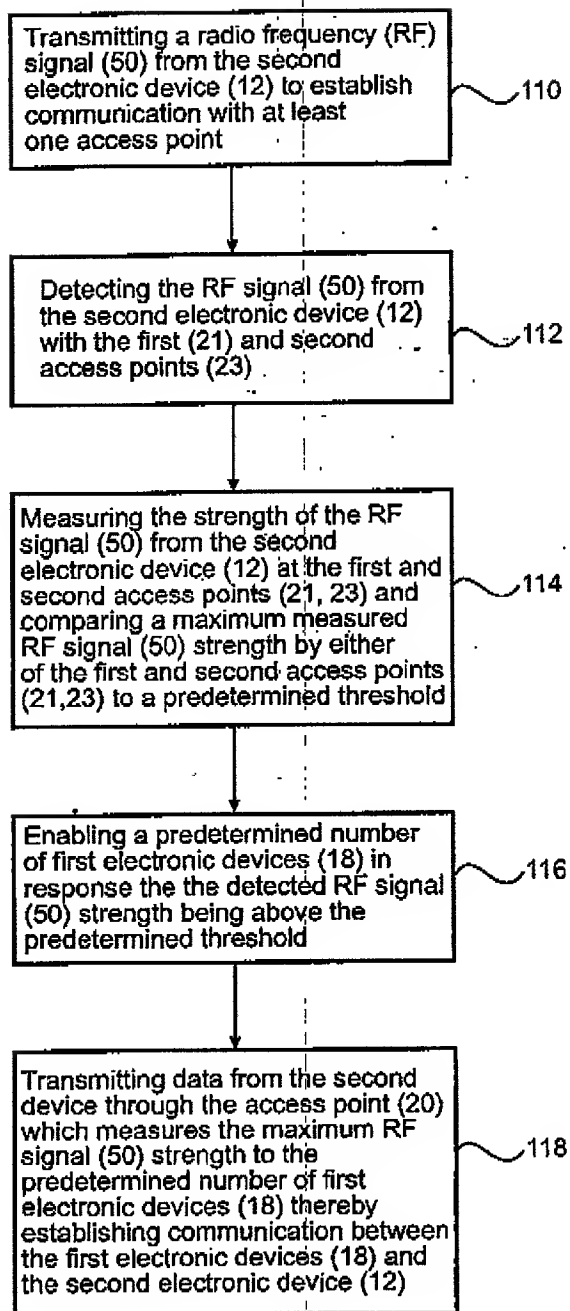 Transmitting a radio frequency (RF)
signal (50) from the second
electronic device (12) to establish
communication with at least
one access point
110
Detecting the RF signal (50) from
the second electronic device (12)
with the first (21) and second
access points (23)
112
Measuring the strength of the RF
signal (50) from the second
electronic device (12) at the first and
second access points (21, 23) and
comparing a maximum measured
RF signal (50) strength by either
of the first and second access points
(21,23) to a predetermined threshold
114
Enabling a predetermined number
of first electronic devices (18) in
response the the detected RF signal
(50) strength being above the
predetermined threshold
116
Transmitting data from the second
device through the access point (20)
which measures the maximum RF
signal (50) strength to the
predetermined number of first
electronic devices (18) thereby
establishing communication between
the first electronic devices (18) and
the second electronic device (12)
118